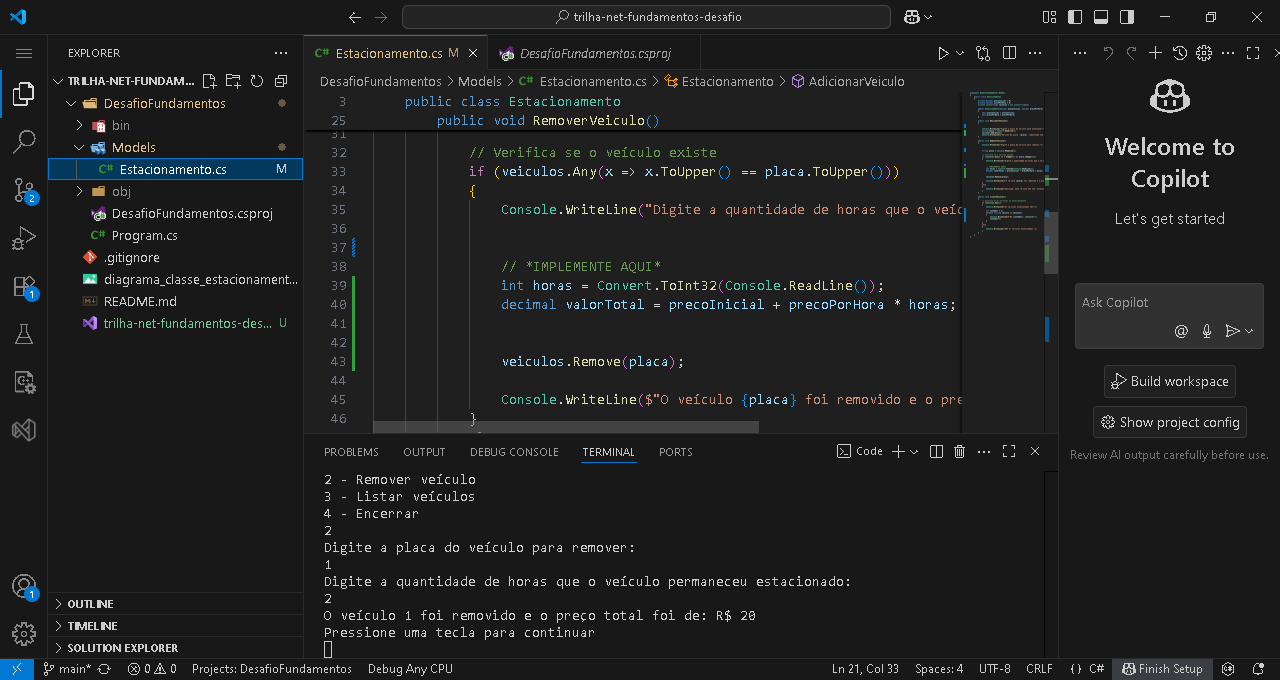 trilha-net-fundamentos-desafio
EXPLORER
TRILHA-NET-FUNDAM...
DesafioFundamentos
bin
Models
C# Estacionamento.cs M
obj
DesafioFundamentos.csproj
C# Program.cs
.gitignore
diagrama_classe_estacionament...
README.md
trilha-net-fundamentos-des... U
OUTLINE
TIMELINE
SOLUTION EXPLORER
2
1
1
C# Estacionamento.cs M
DesafioFundamentos.csproj
DesafioFundamentos > Models > C# Estacionamento.cs > Estacionamento > AdicionarVeiculo
3 public class Estacionamento
25 public void RemoverVeiculo()
31
32 // Verifica se o veículo existe
33 if (veiculos.Any(x => x.ToUpper() == placa.ToUpper()))
34 {
35 Console.WriteLine("Digite a quantidade de horas que o veíc
36
37
38 // *IMPLEMENTE AQUI*
39 int horas = Convert.ToInt32(Console.ReadLine());
40 decimal valorTotal = precoInicial + precoPorHora * horas;
41
42
43 veiculos.Remove(placa);
44
45 Console.WriteLine($"O veículo {placa} foi removido e o pre
46 }
PROBLEMS OUTPUT DEBUG CONSOLE TERMINAL PORTS
Code
2 - Remover veículo
3 - Listar veículos
4 - Encerrar
2
Digite a placa do veículo para remover:
1
Digite a quantidade de horas que o veículo permaneceu estacionado:
2
O veículo 1 foi removido e o preço total foi de: R$ 20
Pressione uma tecla para continuar
Welcome to
Copilot
Let's get started
Ask Copilot
Build workspace
Show project config
Review AI output carefully before use.
main* 0 0 Projects: DesafioFundamentos Debug Any CPU Ln 21, Col 33 Spaces: 4 UTF-8 CRLF {} C# Finish Setup